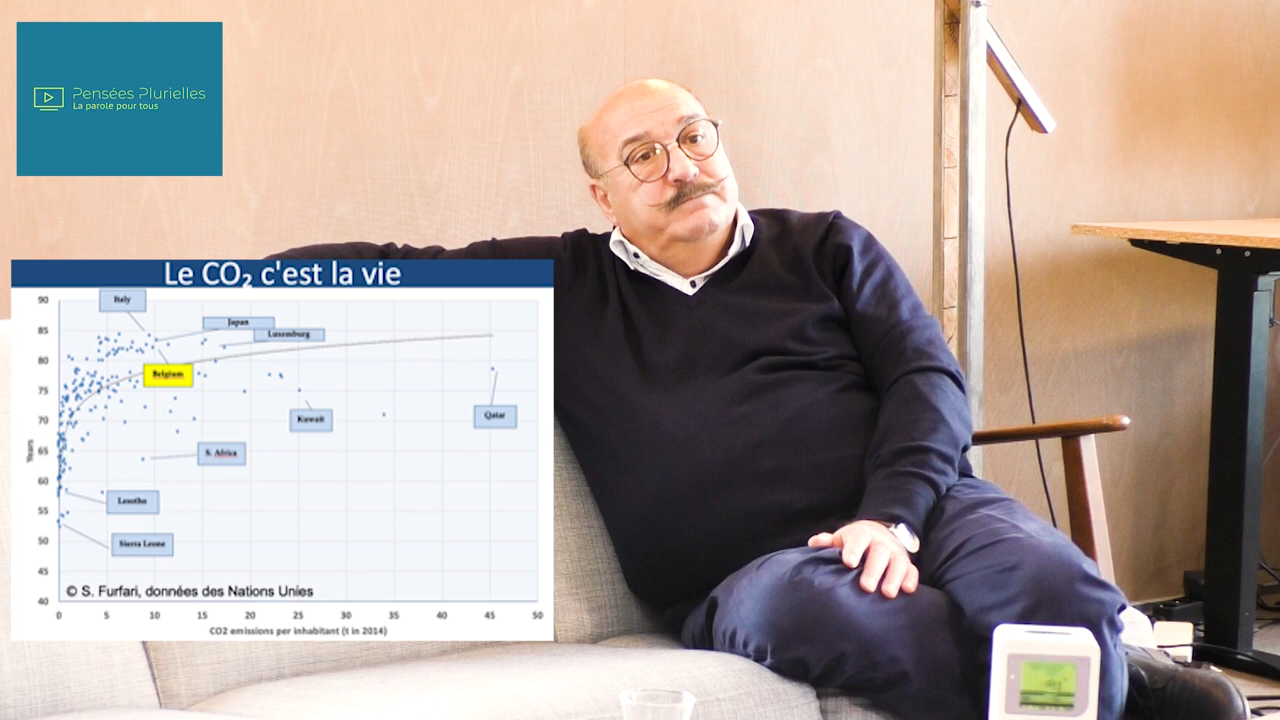 Pensées Plurielles
La parole pour tous
Le CO₂ c'est la vie
90
85
80
75
70
65
60
55
50
45
40
Years
Italy
Japan
Luxemburg
Belgium
Kuwait
Qatar
S. Africa
Lesotho
Sierra Leone
© S. Furfari, données des Nations Unies
0 5 10 15 20 25 30 35 40 45 50
CO2 emissions per inhabitant (t in 2014)